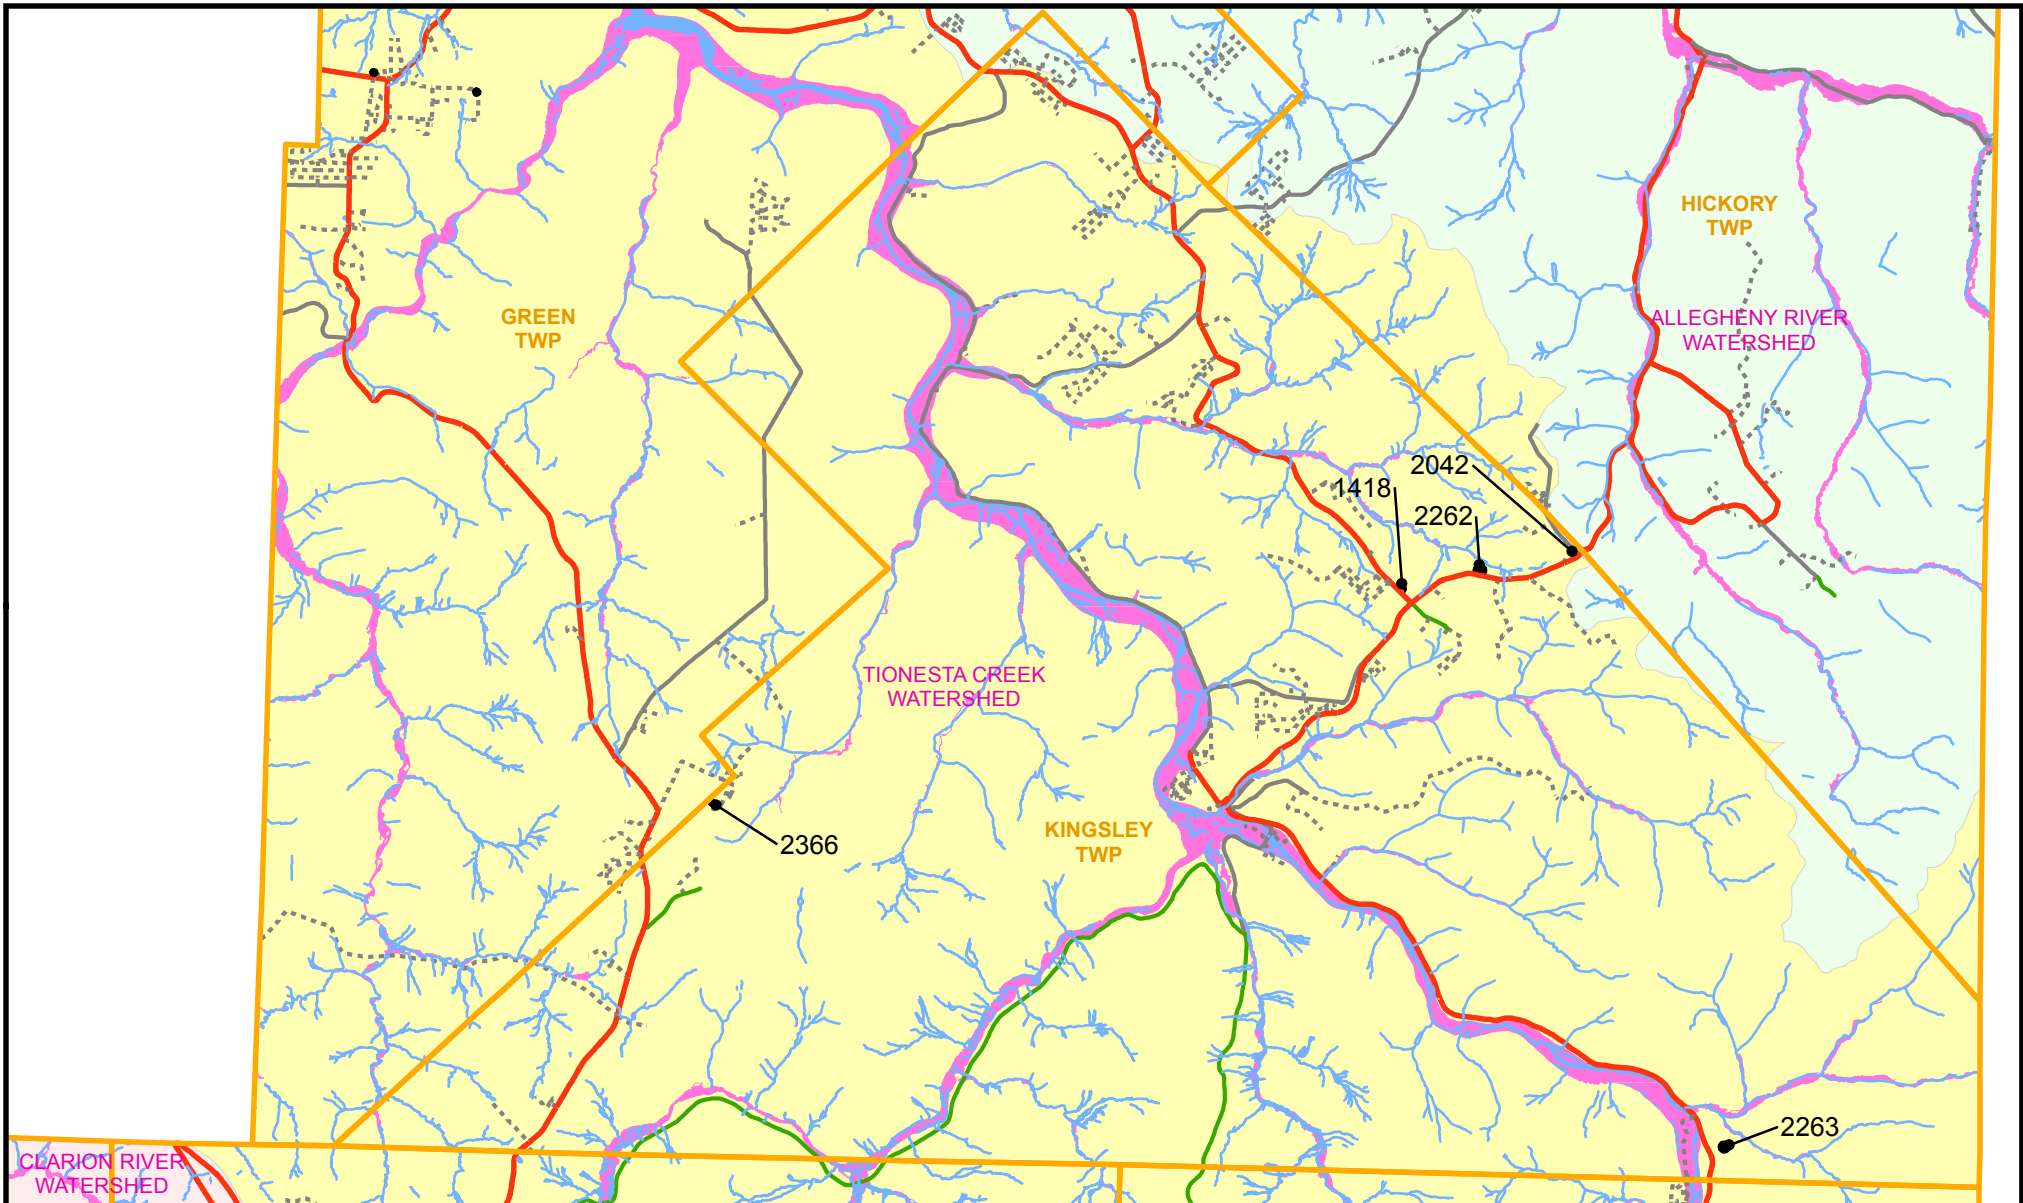 HICKORY
TWP
GREEN
TWP
ALLEGHENY RIVER
WATERSHED
2042
1418
2262
TIONESTA CREEK
WATERSHED
KINGSLEY
TWP
2366
2263
CLARION RIVER
WATERSHED